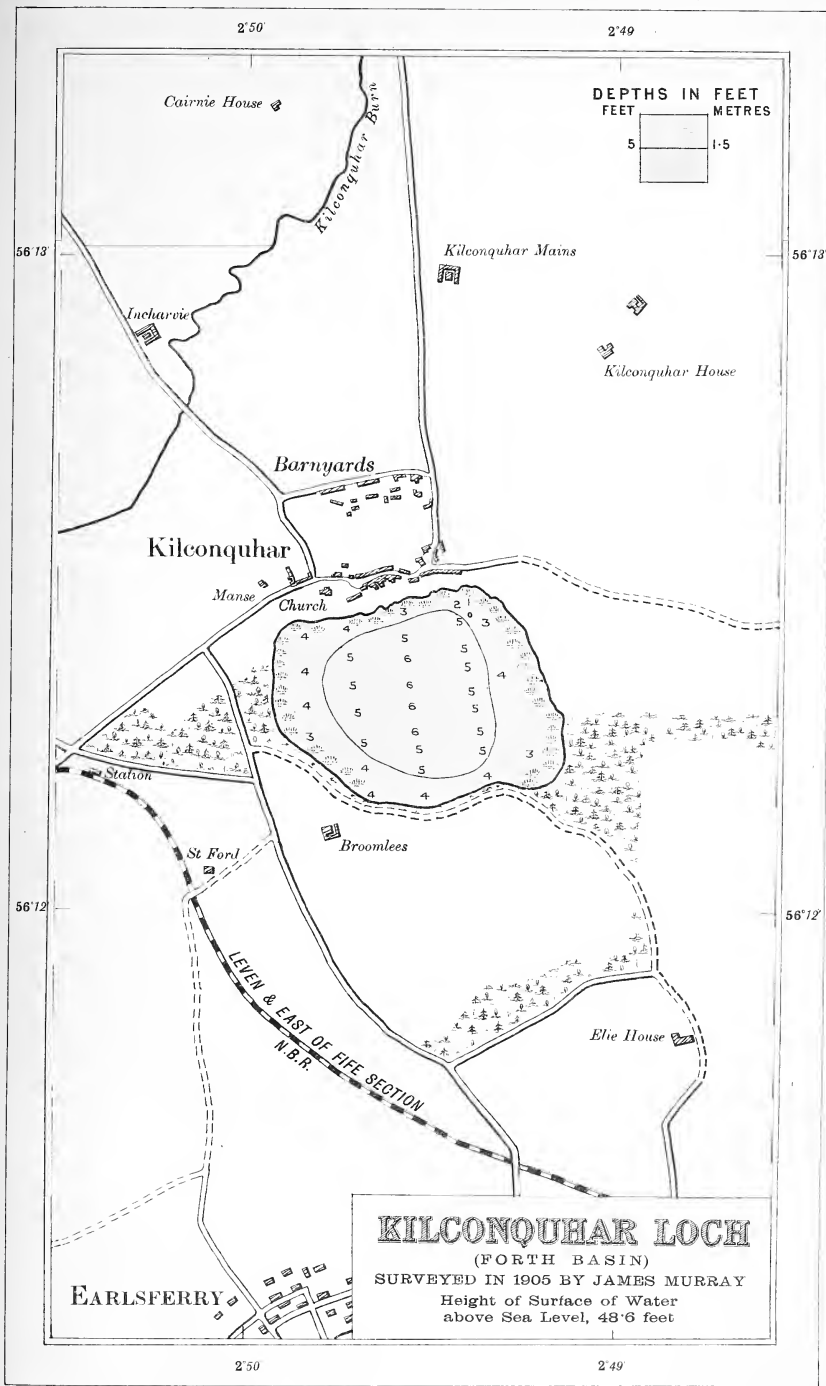 2°50'
2°49'
Cairnie House
Kilconquhar Burn
DEPTHS IN FEET
FEET METRES
5 1·5
56°13'
56°13'
Kilconquhar Mains
Incharvie
Kilconquhar House
Barnyards
Kilconquhar
Manse
Church
1
2
3
5
3
4
4
5
5
5
6
5
4
4
5
6
5
4
6
5
3
6
5
5
5
5
3
4
5
4
4
4
Station
Broomlees
St Ford
56°12'
56°12'
LEVEN & EAST OF FIFE SECTION
N.B.R.
Elie House
KILCONQUHAR LOCH
(FORTH BASIN)
SURVEYED IN 1905 BY JAMES MURRAY
Height of Surface of Water
above Sea Level, 48·6 feet
EARLSFERRY
2°50'
2°49'